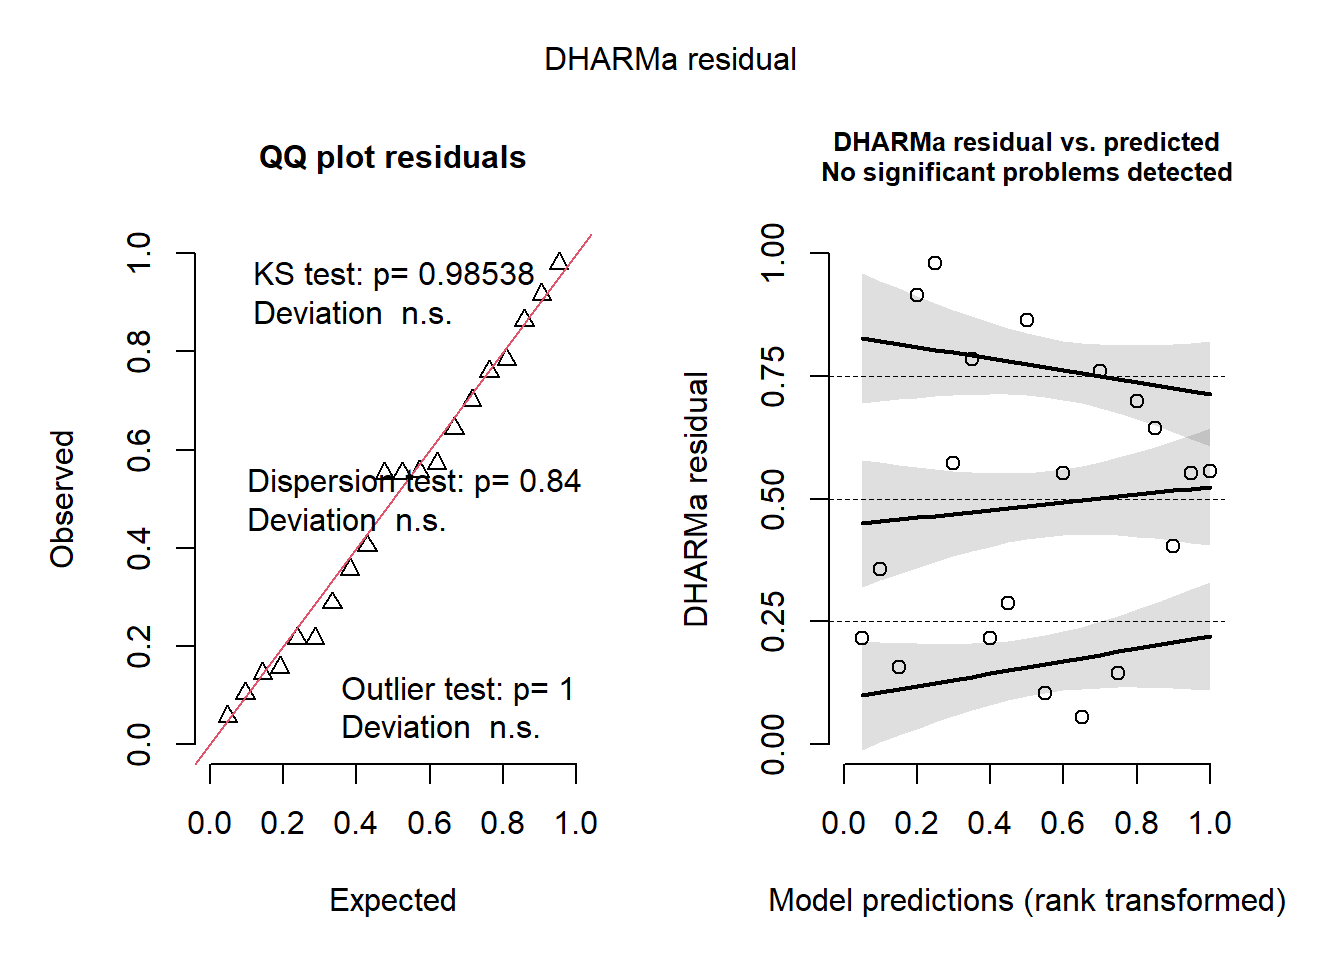 DHARMa residual
QQ plot residuals
KS test: p= 0.98538
Deviation  n.s.
Dispersion test: p= 0.84
Deviation  n.s.
Outlier test: p= 1
Deviation  n.s.
Observed
0.0 0.2 0.4 0.6 0.8 1.0
0.0 0.2 0.4 0.6 0.8 1.0
Expected
DHARMa residual vs. predicted
No significant problems detected
DHARMa residual
0.00 0.25 0.50 0.75 1.00
0.0 0.2 0.4 0.6 0.8 1.0
Model predictions (rank transformed)